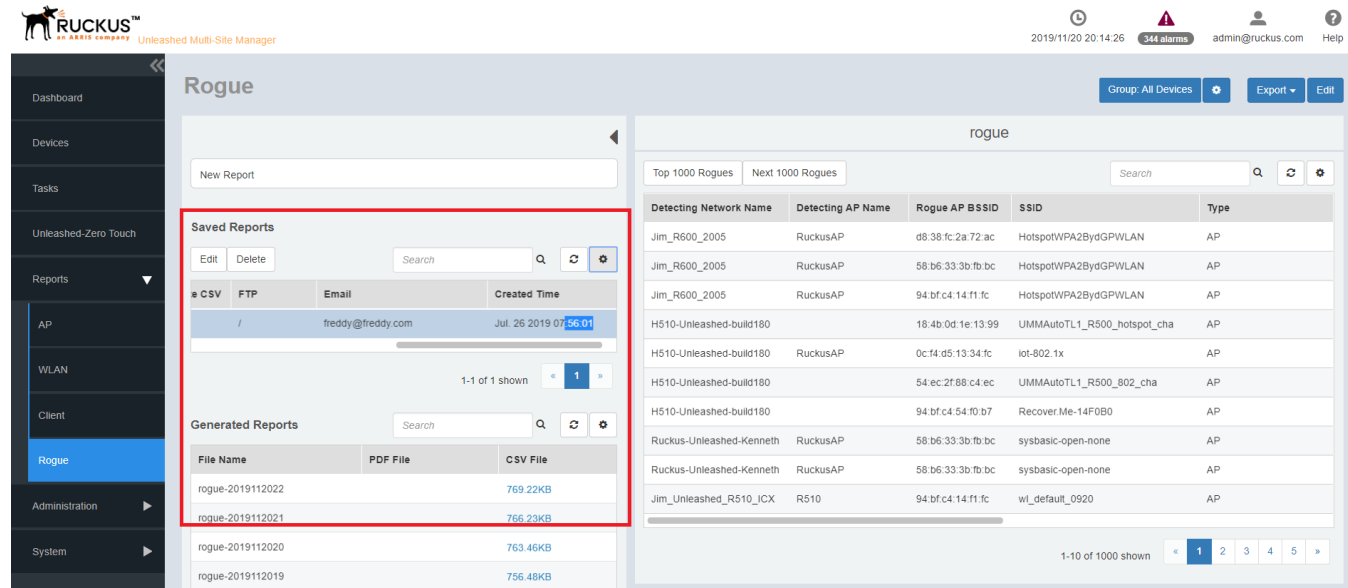 RUCKUS™
an ARRIS company Unleashed Multi-Site Manager
2019/11/20 20:14:26 344 alarms admin@ruckus.com Help
Dashboard
Devices
Tasks
Unleashed-Zero Touch
Reports
AP
WLAN
Client
Rogue
Administration
System
Rogue
Group: All Devices Export Edit
New Report
Saved Reports
Edit Delete Search
e CSV FTP Email Created Time
/ freddy@freddy.com Jul. 26 2019 07:56:01
1-1 of 1 shown « 1 »
Generated Reports Search
File Name PDF File CSV File
rogue-2019112022 769.22KB
rogue-2019112021 766.23KB
rogue-2019112020 763.46KB
rogue-2019112019 756.48KB
rogue
Top 1000 Rogues Next 1000 Rogues Search
Detecting Network Name Detecting AP Name Rogue AP BSSID SSID Type
Jim_R600_2005 RuckusAP d8:38:fc:2a:72:ac HotspotWPA2BydGPWLAN AP
Jim_R600_2005 RuckusAP 58:b6:33:3b:fb:bc HotspotWPA2BydGPWLAN AP
Jim_R600_2005 RuckusAP 94:bf:c4:14:f1:fc HotspotWPA2BydGPWLAN AP
H510-Unleashed-build180 18:4b:0d:1e:13:99 UMMAutoTL1_R500_hotspot_cha AP
H510-Unleashed-build180 RuckusAP 0c:f4:d5:13:34:fc iot-802.1x AP
H510-Unleashed-build180 54:ec:2f:88:c4:ec UMMAutoTL1_R500_802_cha AP
H510-Unleashed-build180 94:bf:c4:54:f0:b7 Recover.Me-14F0B0 AP
Ruckus-Unleashed-Kenneth RuckusAP 58:b6:33:3b:fb:bc sysbasic-open-none AP
Ruckus-Unleashed-Kenneth RuckusAP 58:b6:33:3b:fb:bc sysbasic-open-none AP
Jim_Unleashed_R510_ICX R510 94:bf:c4:14:f1:fc wl_default_0920 AP
1-10 of 1000 shown « 1 2 3 4 5 »